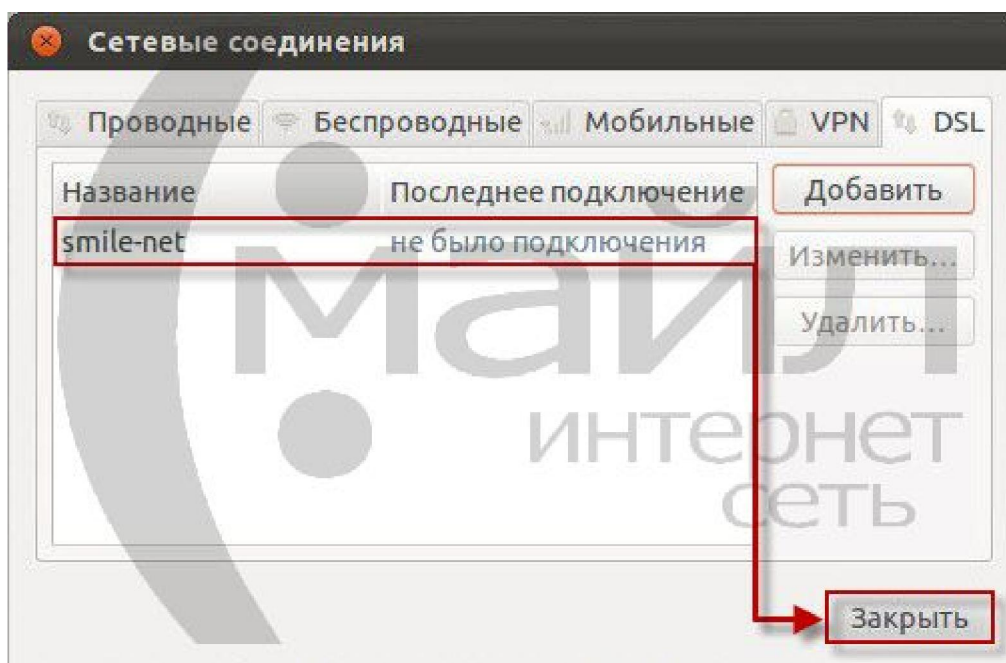 Сетевые соединения
Проводные Беспроводные Мобильные VPN DSL
Название Последнее подключение Добавить
smile-net не было подключения Изменить...
Удалить...
майл
интернет
сеть
Закрыть